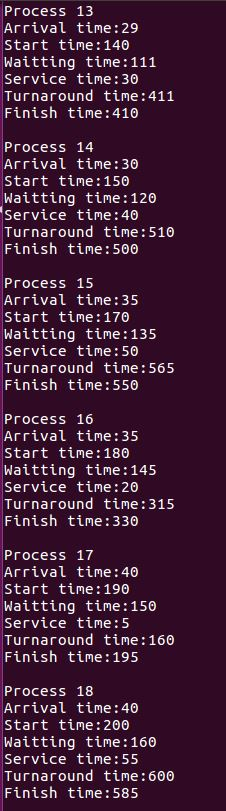 Process 13
Arrival time:29
Start time:140
Waitting time:111
Service time:30
Turnaround time:411
Finish time:410
Process 14
Arrival time:30
Start time:150
Waitting time:120
Service time:40
Turnaround time:510
Finish time:500
Process 15
Arrival time:35
Start time:170
Waitting time:135
Service time:50
Turnaround time:565
Finish time:550
Process 16
Arrival time:35
Start time:180
Waitting time:145
Service time:20
Turnaround time:315
Finish time:330
Process 17
Arrival time:40
Start time:190
Waitting time:150
Service time:5
Turnaround time:160
Finish time:195
Process 18
Arrival time:40
Start time:200
Waitting time:160
Service time:55
Turnaround time:600
Finish time:585